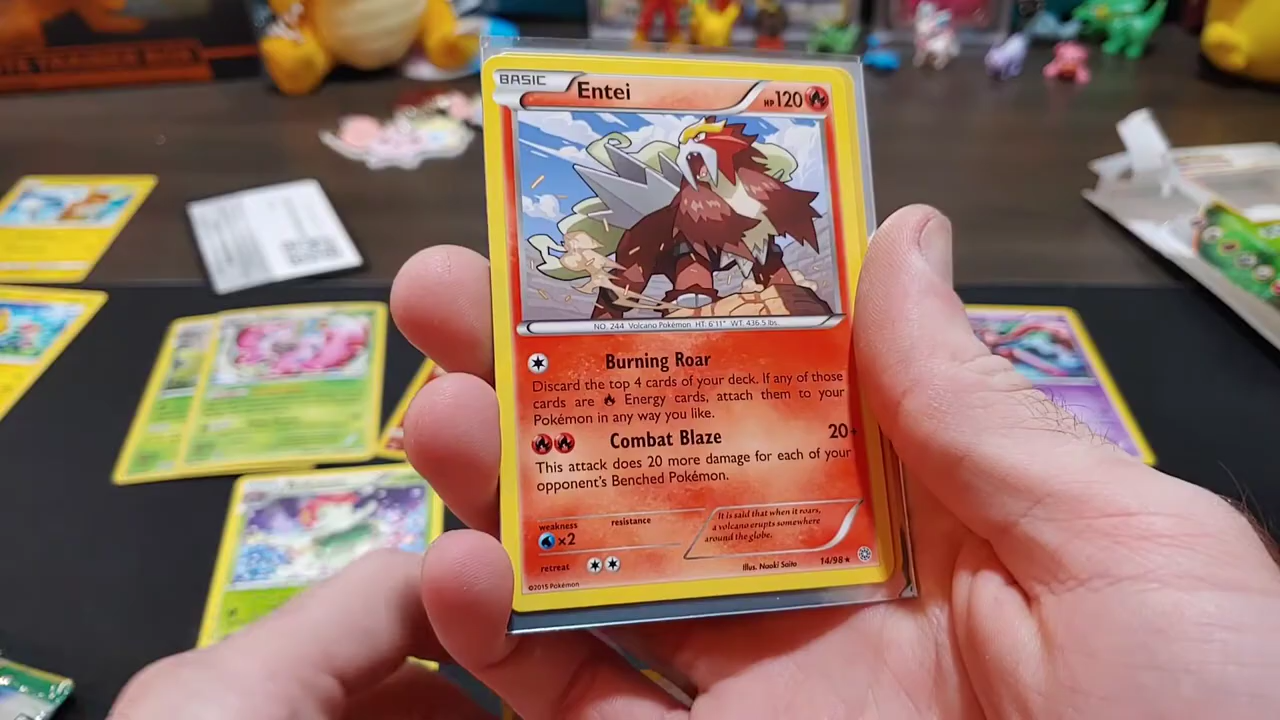 BASIC
Entei
HP 120
NO. 244 Volcano Pokémon HT. 6'11" WT. 436.5 lbs.
Burning Roar
Discard the top 4 cards of your deck. If any of those
cards are Energy cards, attach them to your
Pokémon in any way you like.
Combat Blaze 20+
This attack does 20 more damage for each of your
opponent's Benched Pokémon.
weakness
×2
resistance
retreat
It is said that when it roars,
a volcano erupts somewhere
around the globe.
Illus. Naoki Saito
14/98★
©2015 Pokémon